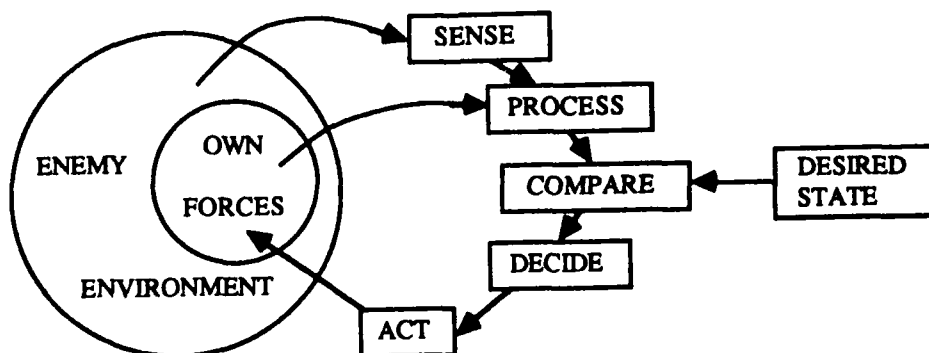 SENSE
PROCESS
OWN
ENEMY
FORCES
COMPARE
DESIRED
STATE
DECIDE
ENVIRONMENT
ACT